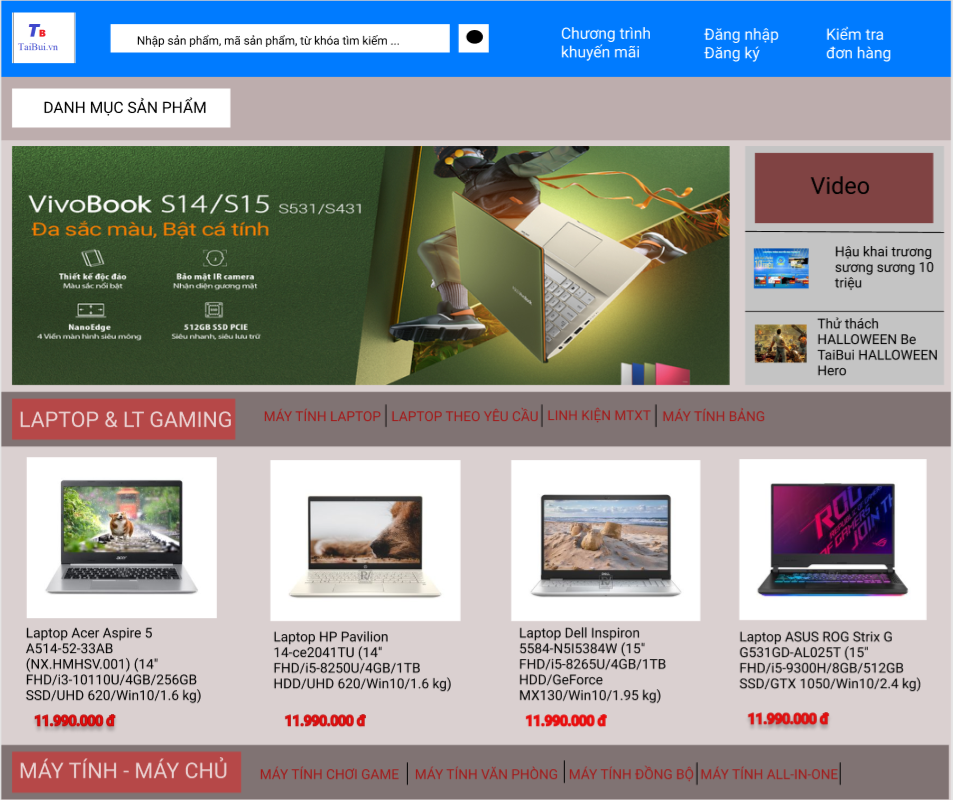 TB
TaiBui.vn
Nhập sản phẩm, mã sản phẩm, từ khóa tìm kiếm ...
Chương trình
khuyến mãi
Đăng nhập
Đăng ký
Kiểm tra
đơn hàng
DANH MỤC SẢN PHẨM
VivoBook S14/S15 S531/S431
Đa sắc màu, Bật cá tính
Thiết kế độc đáo
Màu sắc nổi bật
Bảo mật IR camera
Nhận diện gương mặt
NanoEdge
4 Viền màn hình siêu mỏng
512GB SSD PCIE
Siêu nhanh, siêu lưu trữ
Video
Hậu khai trương
sương sương 10
triệu
Thử thách
HALLOWEEN Be
TaiBui HALLOWEEN
Hero
LAPTOP & LT GAMING
MÁY TÍNH LAPTOP
LAPTOP THEO YÊU CẦU
LINH KIỆN MTXT
MÁY TÍNH BẢNG
acer
ROG
REPUBLIC OF
OF GAMERS
JOIN TH
Laptop Acer Aspire 5
A514-52-33AB
(NX.HMHSV.001) (14"
FHD/i3-10110U/4GB/256GB
SSD/UHD 620/Win10/1.6 kg)
11.990.000 đ
Laptop HP Pavilion
14-ce2041TU (14"
FHD/i5-8250U/4GB/1TB
HDD/UHD 620/Win10/1.6 kg)
11.990.000 đ
Laptop Dell Inspiron
5584-N5I5384W (15"
FHD/i5-8265U/4GB/1TB
HDD/GeForce
MX130/Win10/1.95 kg)
11.990.000 đ
Laptop ASUS ROG Strix G
G531GD-AL025T (15"
FHD/i5-9300H/8GB/512GB
SSD/GTX 1050/Win10/2.4 kg)
11.990.000 đ
MÁY TÍNH - MÁY CHỦ
MÁY TÍNH CHƠI GAME
MÁY TÍNH VĂN PHÒNG
MÁY TÍNH ĐỒNG BỘ
MÁY TÍNH ALL-IN-ONE